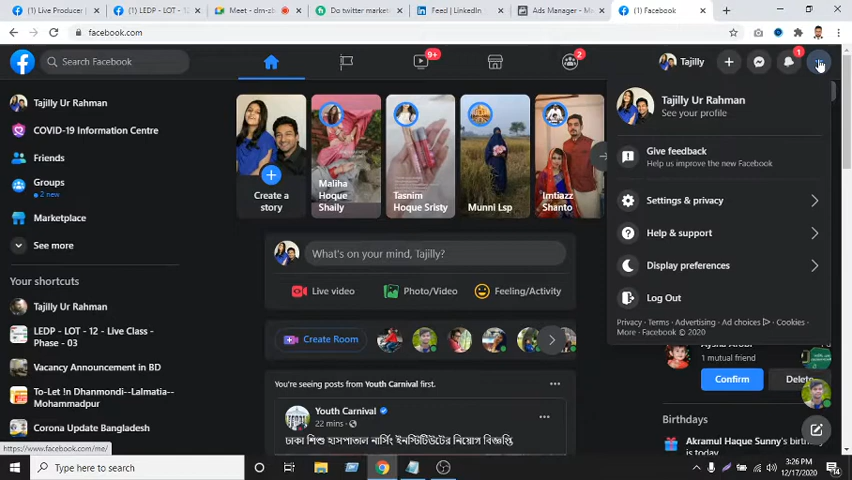 (1) Live Producer
(1) LEDP - LOT - 12
Meet - dm-zb
Do twitter market
Feed | LinkedIn
Ads Manager - M
(1) Facebook
facebook.com
Search Facebook
9+
2
Tajilly
1
Tajilly Ur Rahman
COVID-19 Information Centre
Friends
Groups
2 new
Marketplace
See more
Your shortcuts
Tajilly Ur Rahman
LEDP - LOT - 12 - Live Class -
Phase - 03
Vacancy Announcement in BD
To-Let !n Dhanmondi--Lalmatia--
Mohammadpur
Corona Update Bangladesh
https://www.facebook.com/me/
Create a
story
Maliha
Hoque
Shaily
Tasnim
Hoque Sristy
Munni Lsp
Imtiazz
Shanto
What's on your mind, Tajilly?
Live video
Photo/Video
Feeling/Activity
Create Room
You're seeing posts from Youth Carnival first.
Youth Carnival
22 mins
ঢাকা শিশু হাসপাতাল নার্সিং ইনস্টিটিউটের নিয়োগ বিজ্ঞপ্তি
Tajilly Ur Rahman
See your profile
Give feedback
Help us improve the new Facebook
Settings & privacy
Help & support
Display preferences
Log Out
Privacy · Terms · Advertising · Ad choices · Cookies ·
More · Facebook © 2020
1 mutual friend
Confirm
Delete
Birthdays
Akramul Haque Sunny's birthday
is today.
Type here to search
3:26 PM
12/17/2020
14